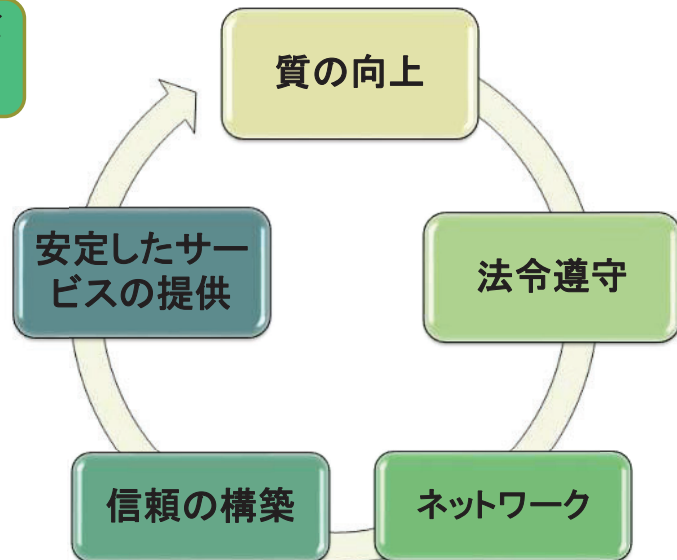 質の向上
法令遵守
ネットワーク
信頼の構築
安定したサー
ビスの提供